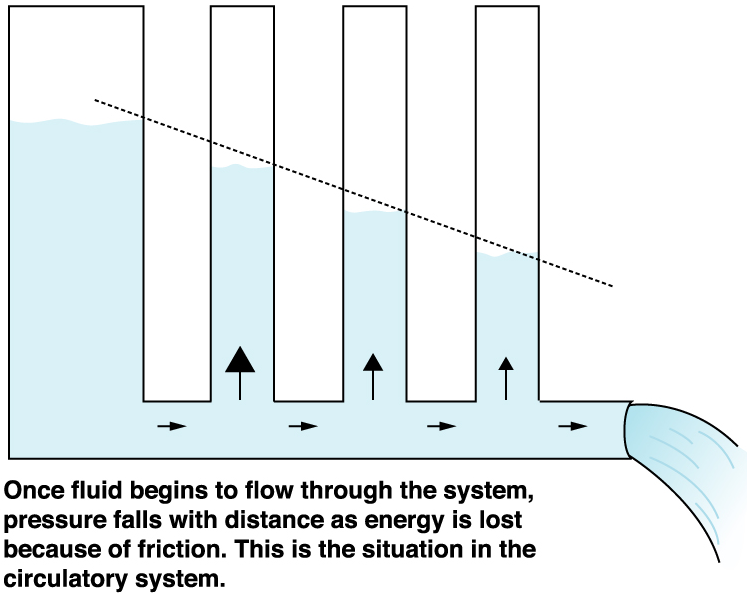 Once fluid begins to flow through the system,
pressure falls with distance as energy is lost
because of friction. This is the situation in the
circulatory system.